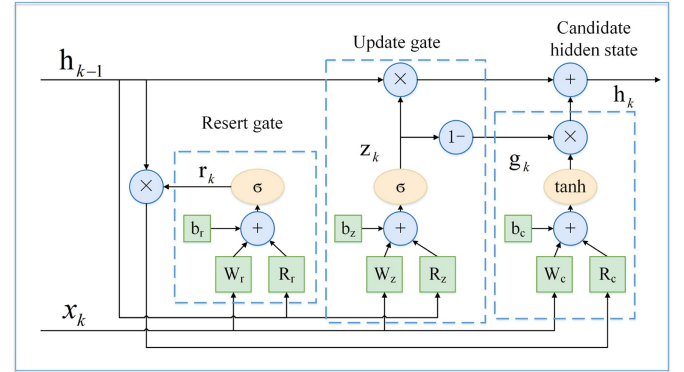 Candidate
hidden state
Update gate
h_{k-1}
×
+
h_k
Resert gate
z_k
1−
×
g_k
r_k
×
σ
σ
tanh
b_r
+
b_z
+
b_c
+
W_r
R_r
W_z
R_z
W_c
R_c
x_k